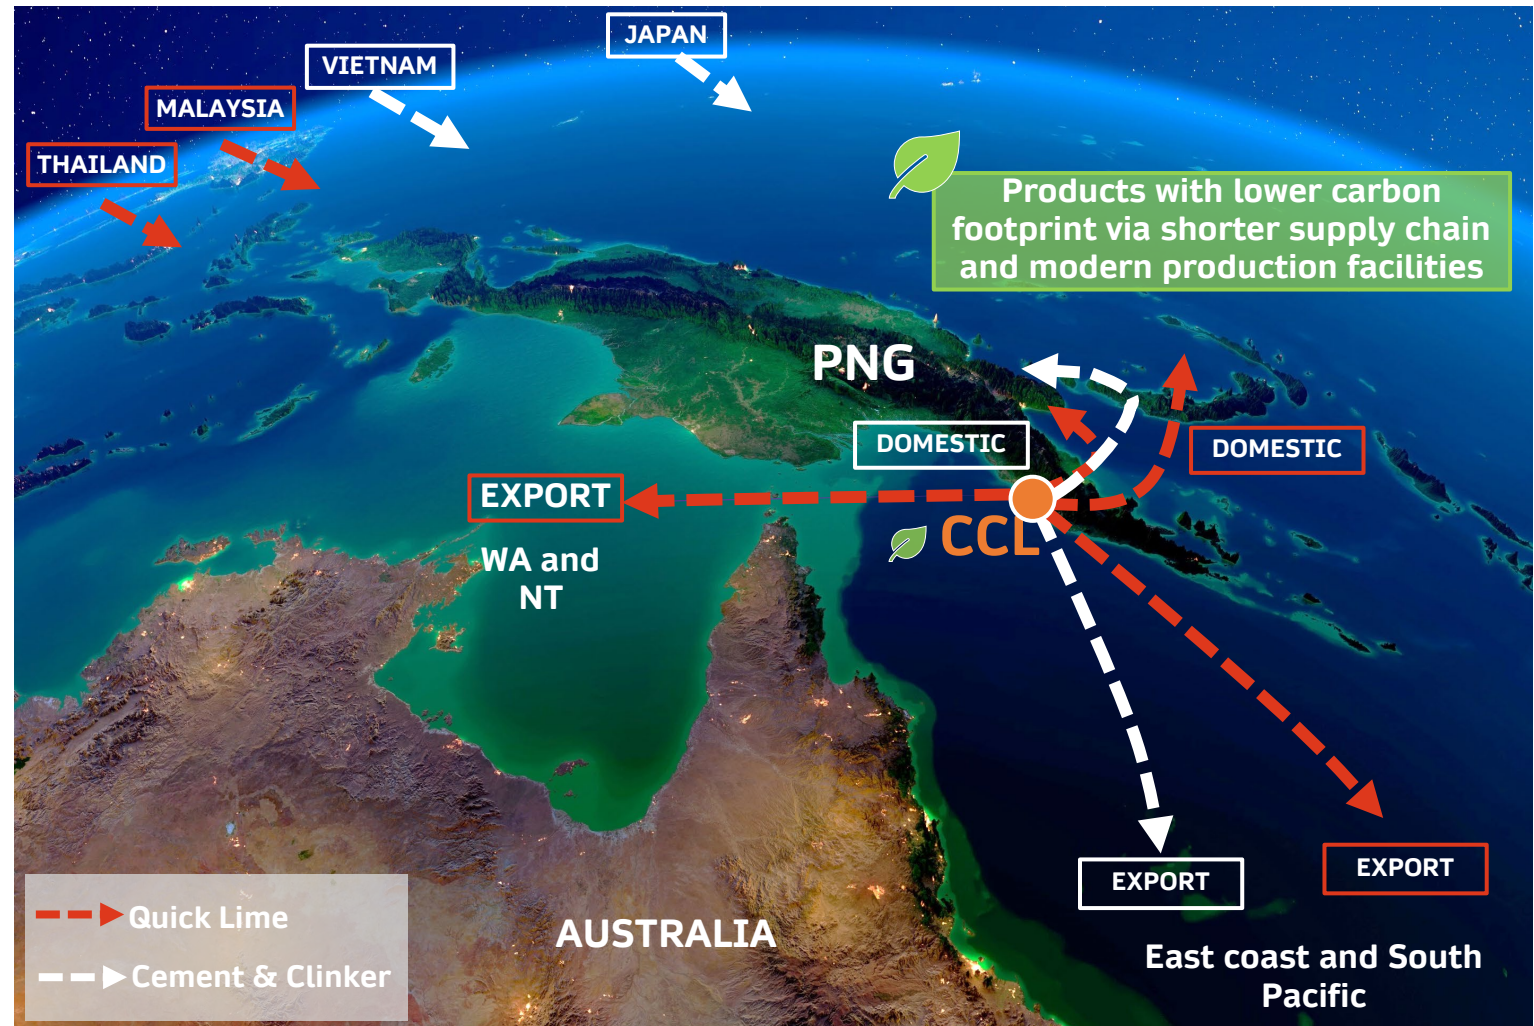 JAPAN
VIETNAM
MALAYSIA
THAILAND
Products with lower carbon
footprint via shorter supply chain
and modern production facilities
PNG
DOMESTIC
DOMESTIC
EXPORT
WA and
NT
CCL
EXPORT
EXPORT
East coast and South
Pacific
AUSTRALIA
Quick Lime
Cement & Clinker